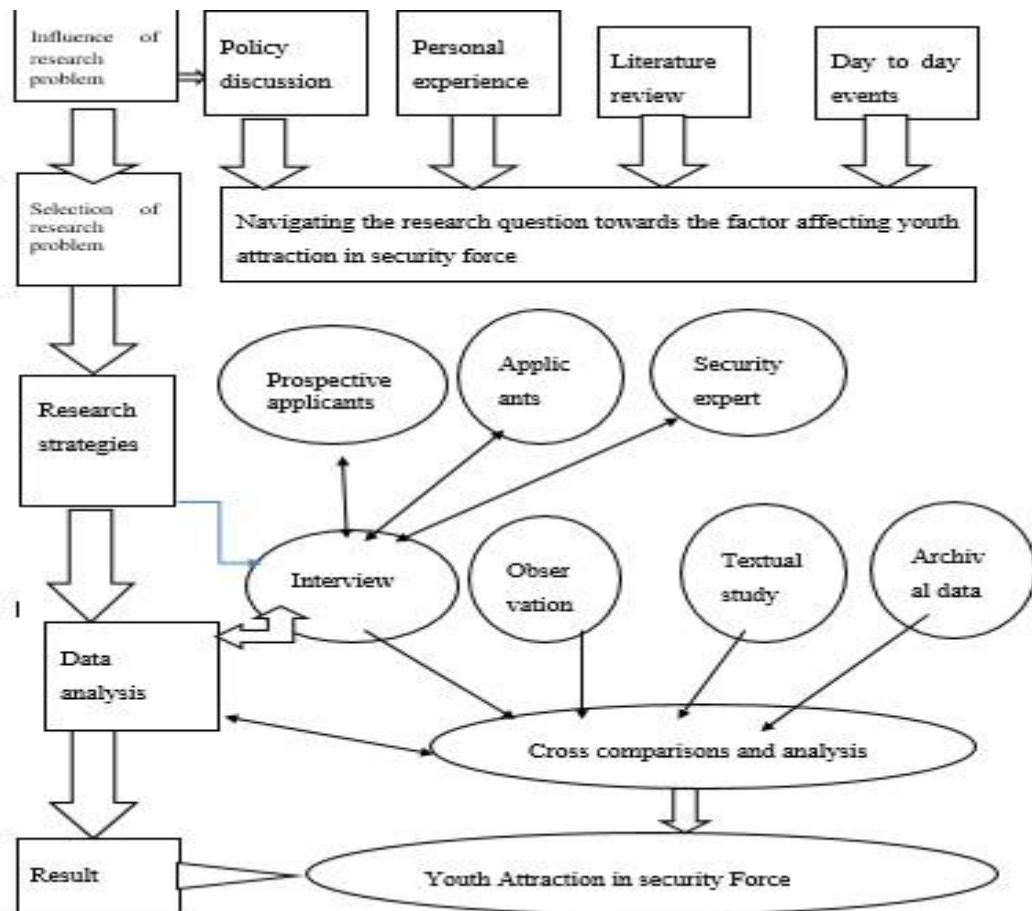 Influence of
research
problem
Policy
discussion
Personal
experience
Literature
review
Day to day
events
Selection of
research
problem
Navigating the research question towards the factor affecting youth
attraction in security force
Research
strategies
Prospective
applicants
Applic
ants
Security
expert
Interview
Obser
vation
Textual
study
Archiv
al data
Data
analysis
Cross comparisons and analysis
Result
Youth Attraction in security Force